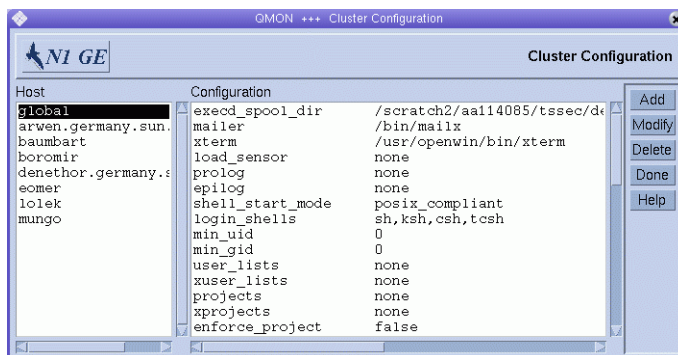 QMON +++ Cluster Configuration
N1 GE
Cluster Configuration
Host
global
arwen.germany.sun.
baumbart
boromir
denethor.germany.s
eomer
lolek
mungo
Configuration
execd_spool_dir /scratch2/aa114085/tssec/de
mailer /bin/mailx
xterm /usr/openwin/bin/xterm
load_sensor none
prolog none
epilog none
shell_start_mode posix_compliant
login_shells sh,ksh,csh,tcsh
min_uid 0
min_gid 0
user_lists none
xuser_lists none
projects none
xprojects none
enforce_project false
Add
Modify
Delete
Done
Help